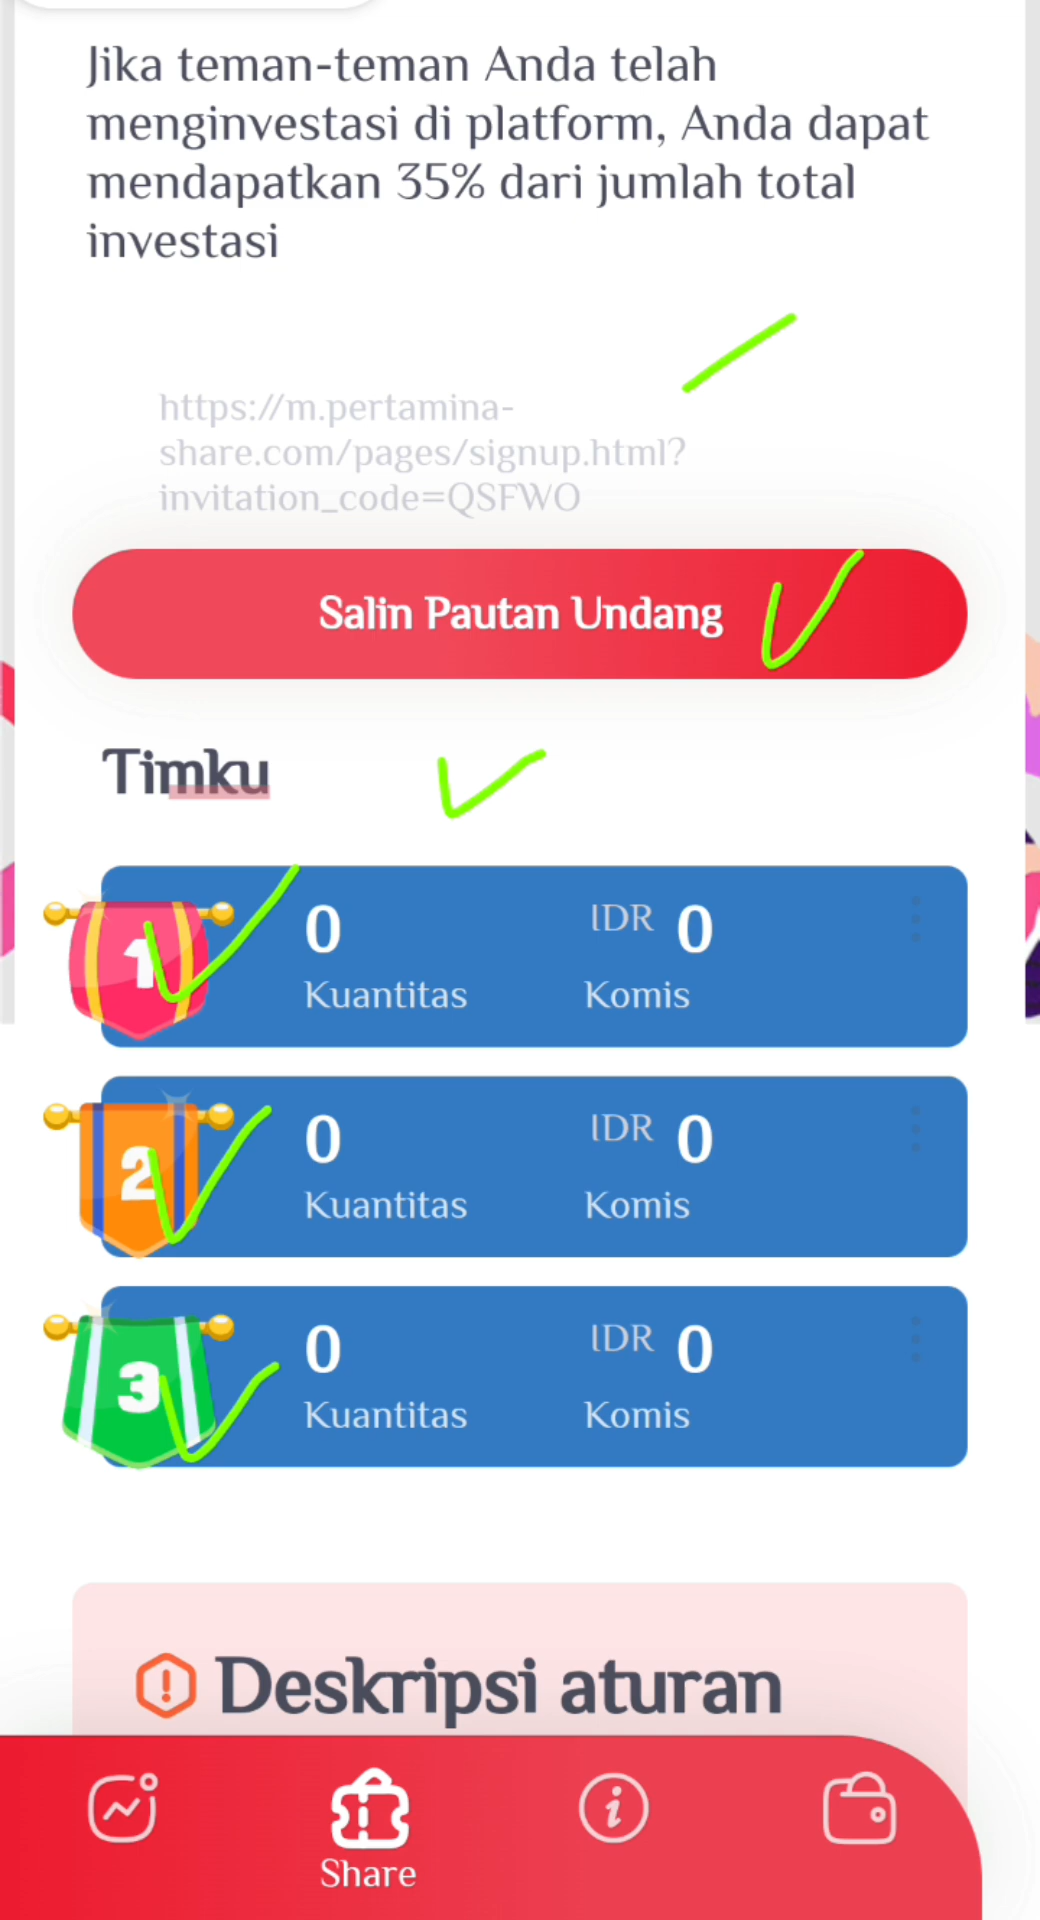 Jika teman-teman Anda telah
menginvestasi di platform, Anda dapat
mendapatkan 35% dari jumlah total
investasi
https://m.pertamina-
share.com/pages/signup.html?
invitation_code=QSFWO
Salin Pautan Undang
Timku
1
0 IDR 0
Kuantitas Komis
2
0 IDR 0
Kuantitas Komis
3
0 IDR 0
Kuantitas Komis
Deskripsi aturan
Share